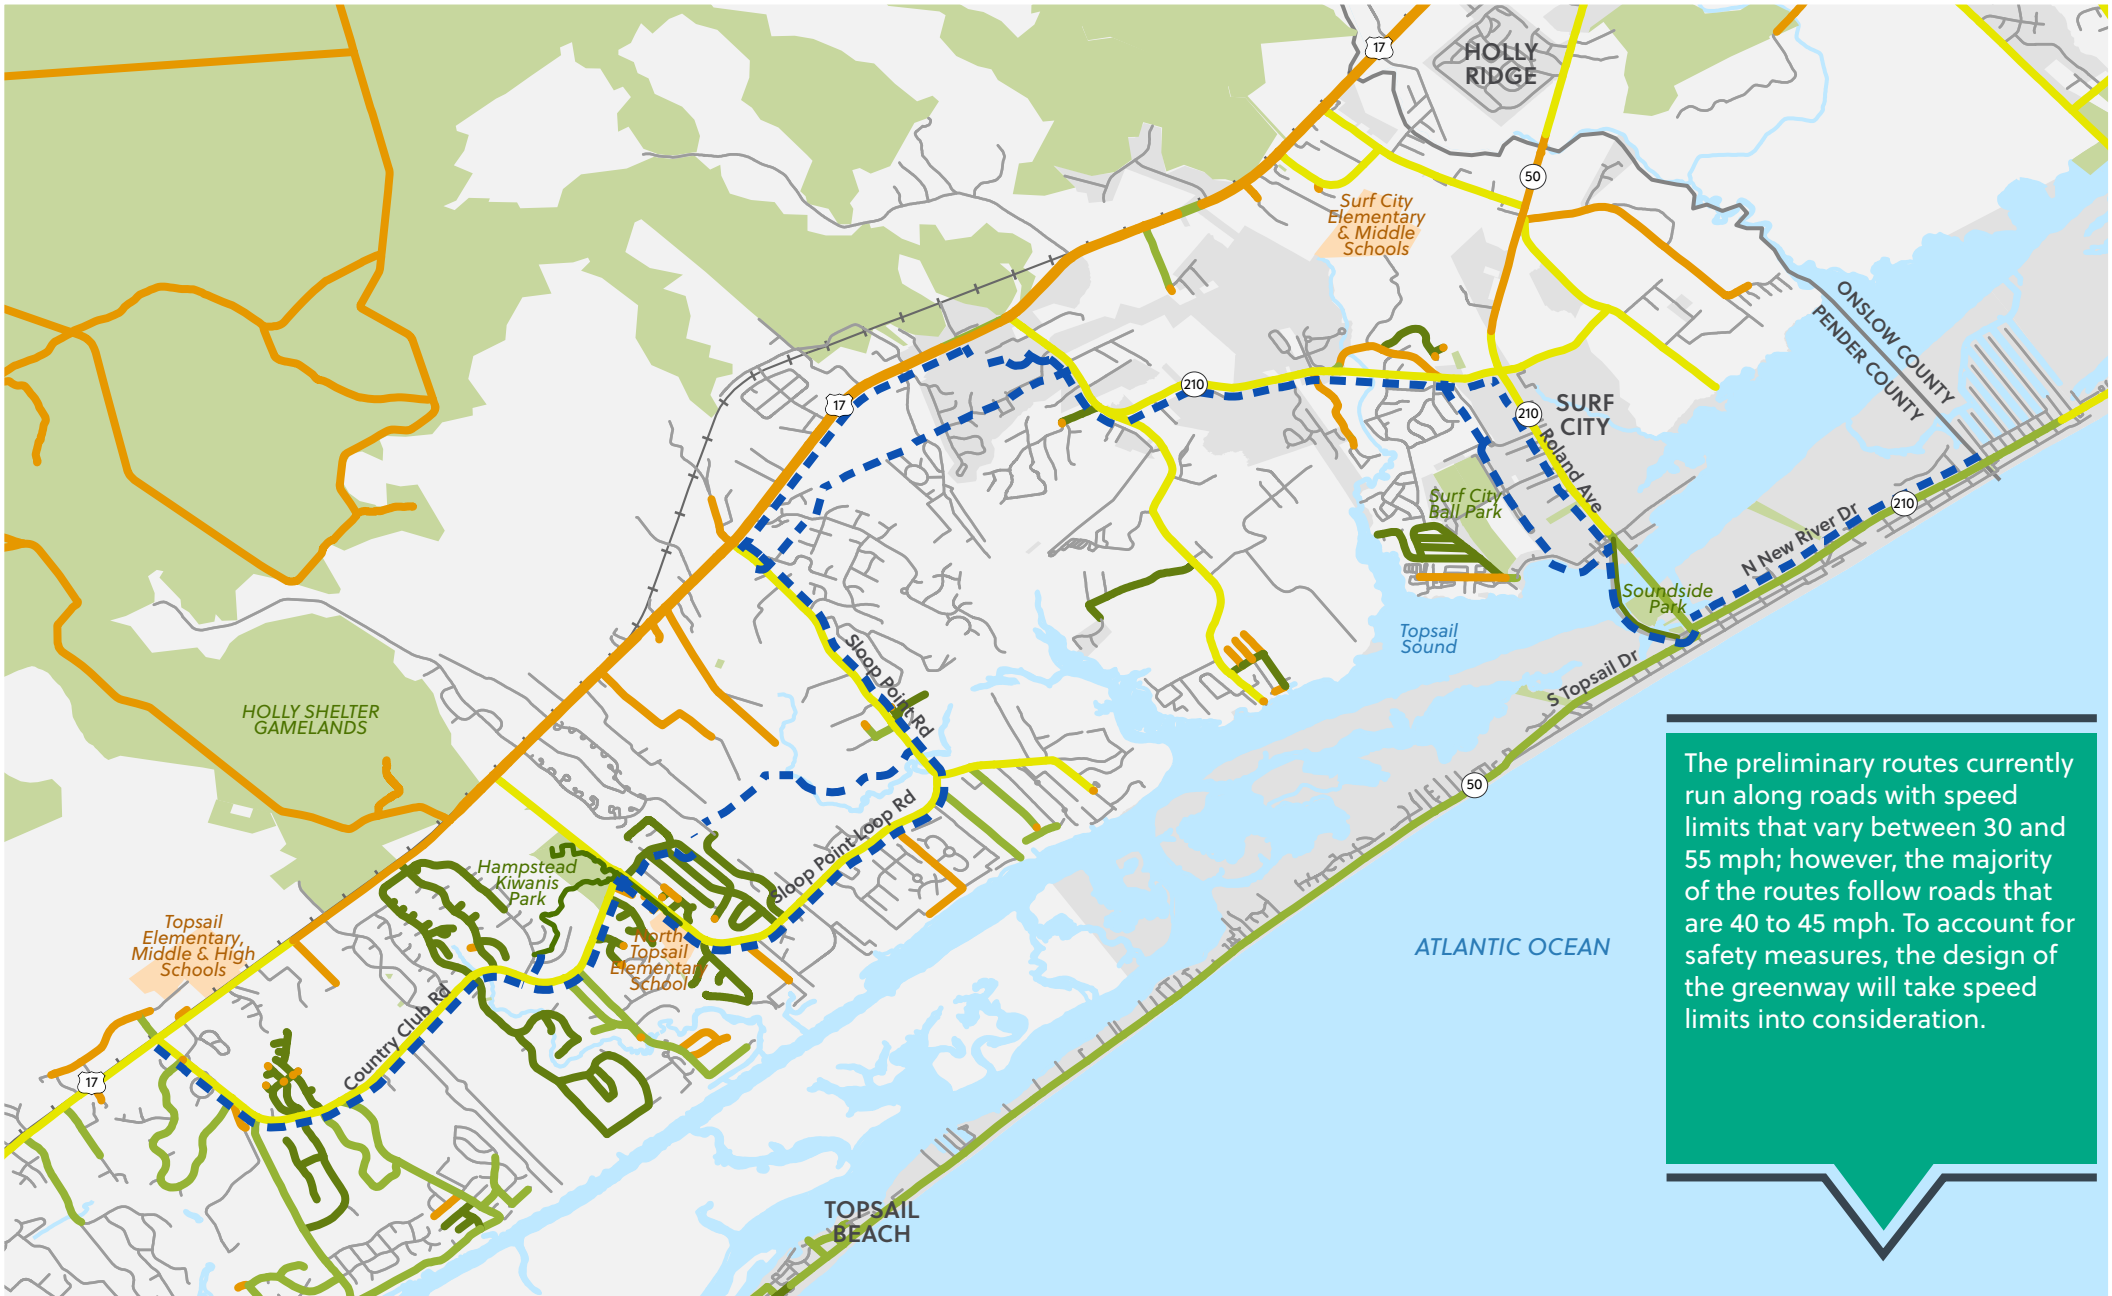 17
HOLLY
RIDGE
50
Surf City
Elementary
& Middle
Schools
ONSLOW COUNTY
PENDER COUNTY
17
210
210
SURF
CITY
Roland Ave
Surf City
Ball Park
210
N New River Dr
Soundside
Park
Topsail
Sound
Sloop Point Rd
S Topsail Dr
HOLLY SHELTER
GAMELANDS
50
The preliminary routes currently
run along roads with speed
limits that vary between 30 and
55 mph; however, the majority
of the routes follow roads that
are 40 to 45 mph. To account for
safety measures, the design of
the greenway will take speed
limits into consideration.
Sloop Point Loop Rd
Hampstead
Kiwanis
Park
Topsail
Elementary,
Middle & High
Schools
North
Topsail
Elementary
School
ATLANTIC OCEAN
Country Club Rd
17
TOPSAIL
BEACH